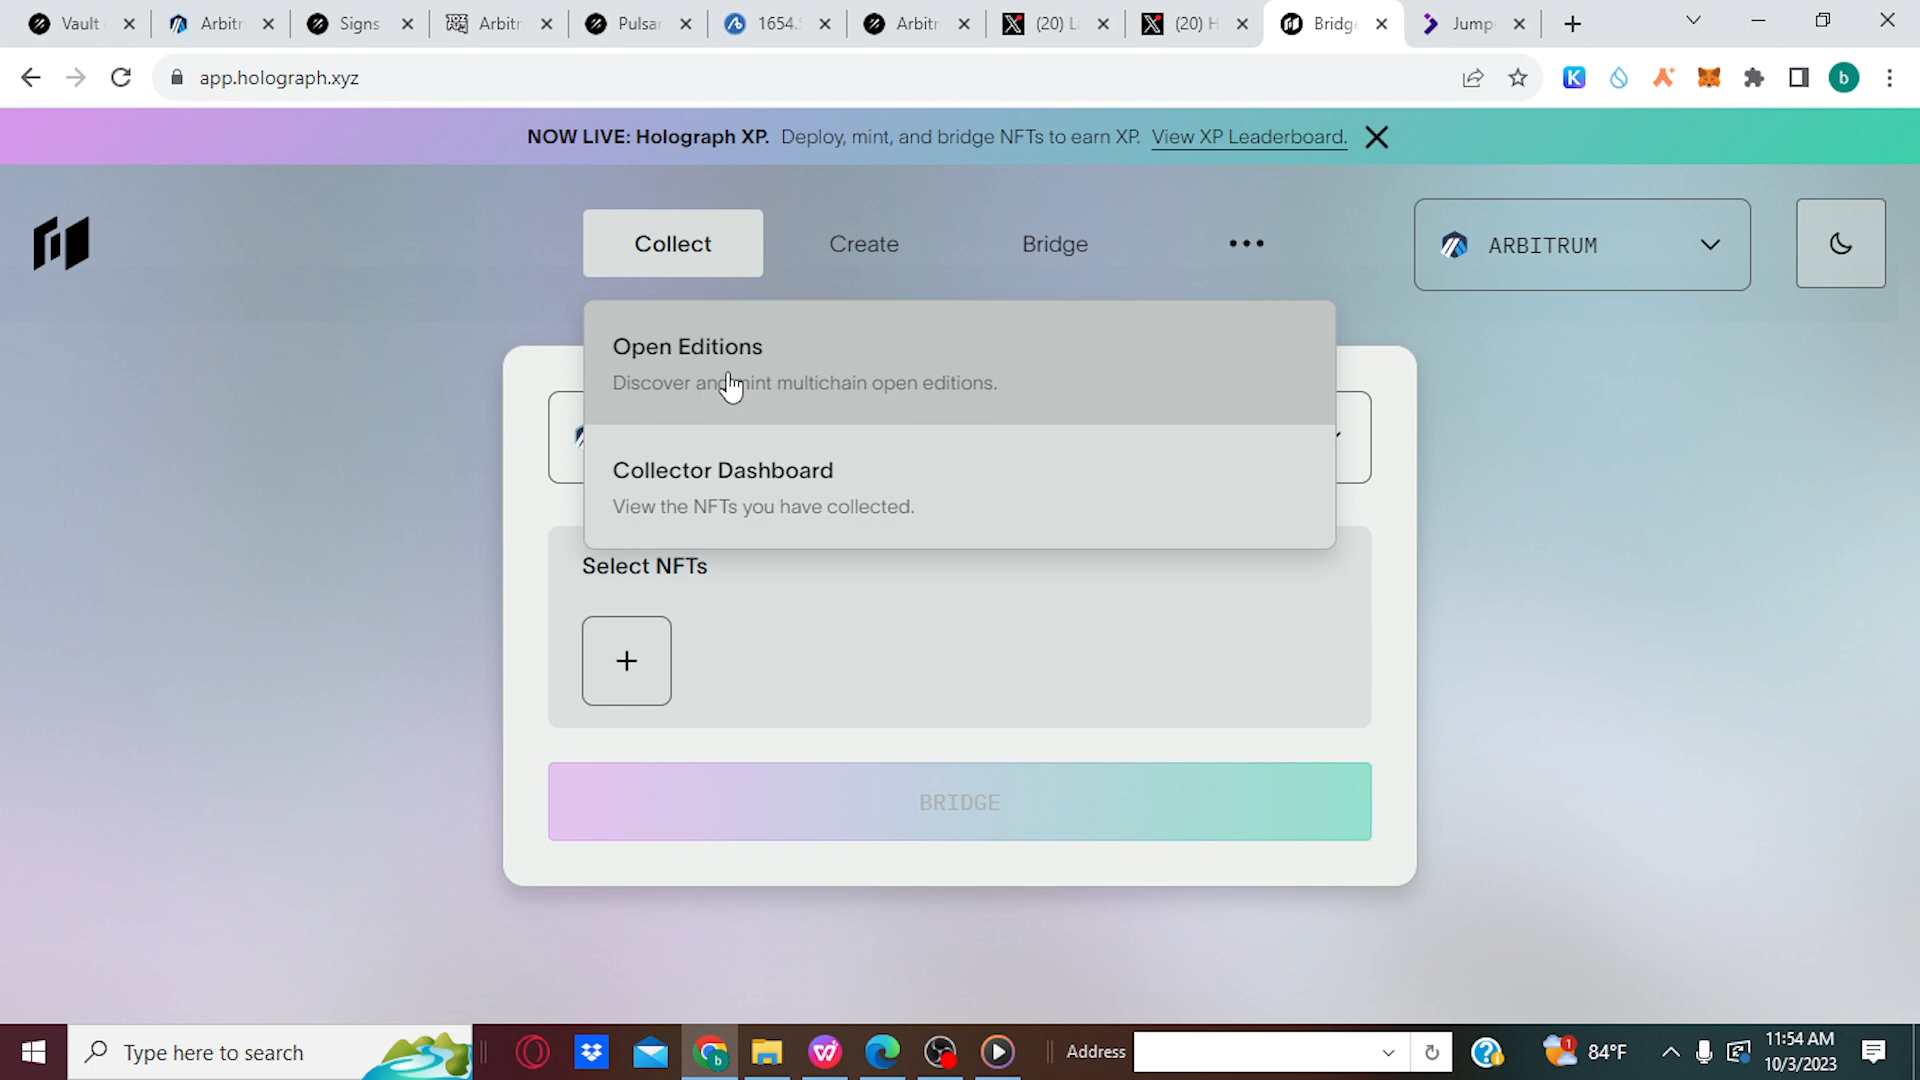 Vault
Arbitr
Signs
Arbitr
Pulsar
1654.
Arbitr
(20) L
(20) H
Bridge
Jump
app.holograph.xyz
b
NOW LIVE: Holograph XP. Deploy, mint, and bridge NFTs to earn XP. View XP Leaderboard.
Collect
Create
Bridge
ARBITRUM
Open Editions
Discover and mint multichain open editions.
Collector Dashboard
View the NFTs you have collected.
Select NFTs
BRIDGE
Type here to search
Address
84°F
11:54 AM
10/3/2023